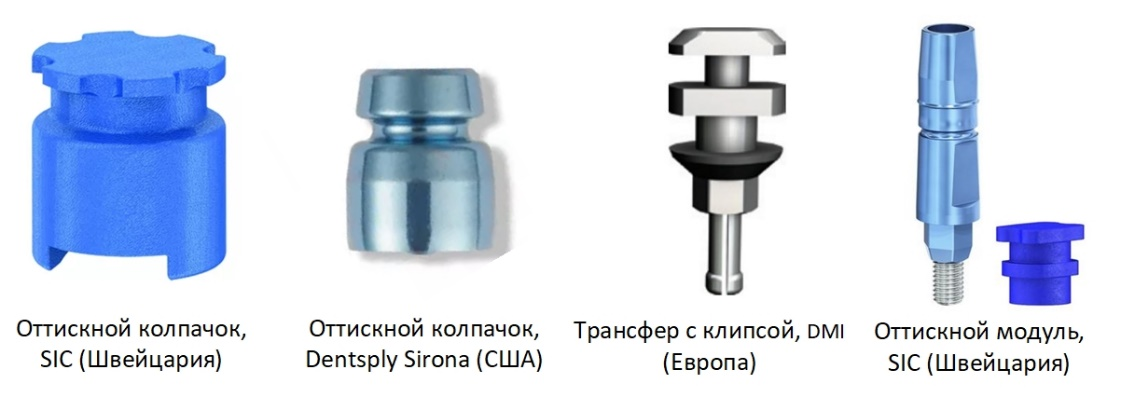 Оттискной колпачок,
SIC (Швейцария)
Оттискной колпачок,
Dentsply Sirona (США)
Трансфер с клипсой, DMI
(Европа)
Оттискной модуль,
SIC (Швейцария)